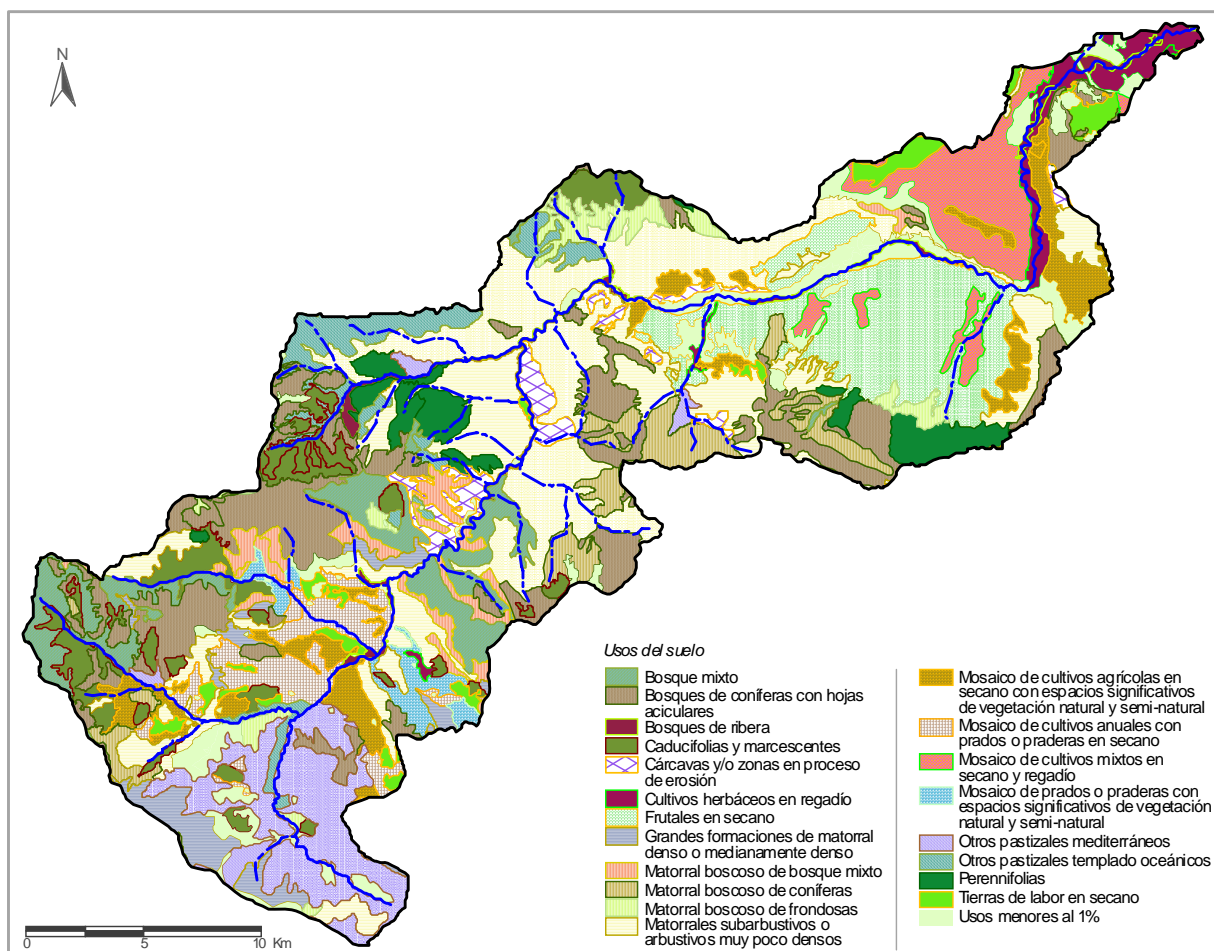 N
Usos del suelo
Bosque mixto
Bosques de coníferas con hojas
aciculares
Bosques de ribera
Caducifolias y marcescentes
Cárcavas y/o zonas en proceso
de erosión
Cultivos herbáceos en regadío
Frutales en secano
Grandes formaciones de matorral
denso o medianamente denso
Matorral boscoso de bosque mixto
Matorral boscoso de coníferas
Matorral boscoso de frondosas
Matorrales subarbustivos o
arbustivos muy poco densos
Mosaico de cultivos agrícolas en
secano con espacios significativos
de vegetación natural y semi-natural
Mosaico de cultivos anuales con
prados o praderas en secano
Mosaico de cultivos mixtos en
secano y regadío
Mosaico de prados o praderas con
espacios significativos de vegetación
natural y semi-natural
Otros pastizales mediterráneos
Otros pastizales templado oceánicos
Perennifolias
Tierras de labor en secano
Usos menores al 1%
0 5 10 Km